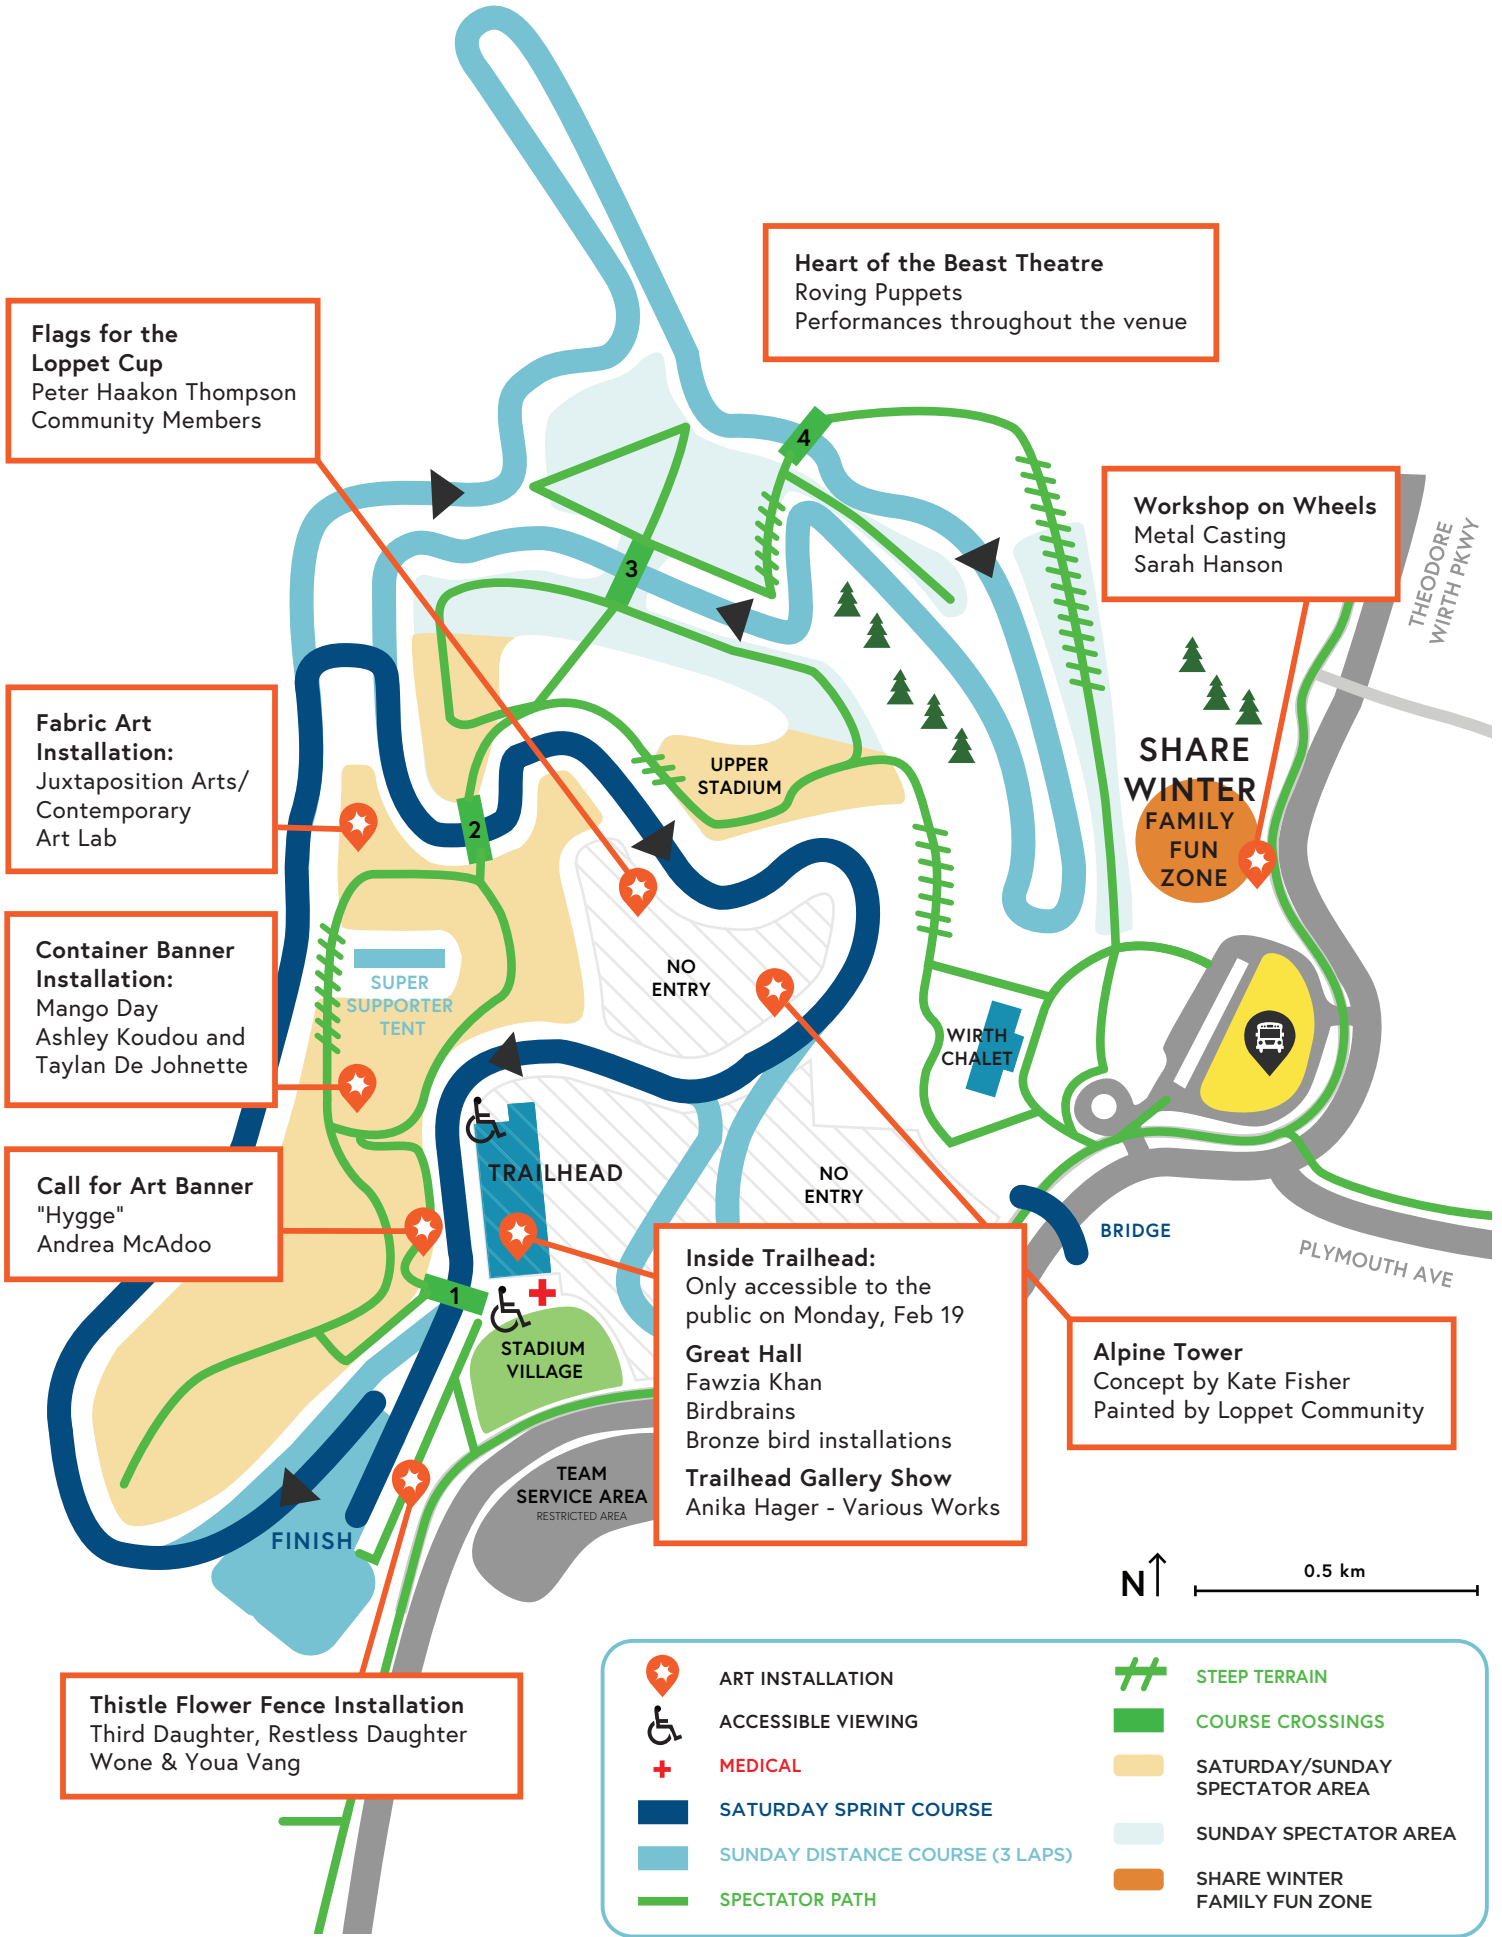 Heart of the Beast Theatre
Roving Puppets
Performances throughout the venue
Flags for the
Loppet Cup
Peter Haakon Thompson
Community Members
4
Workshop on Wheels
Metal Casting
Sarah Hanson
THEODORE
WIRTH PKWY
3
Fabric Art
Installation:
Juxtaposition Arts/
Contemporary
Art Lab
UPPER
STADIUM
SHARE
WINTER
FAMILY
FUN
ZONE
2
Container Banner
Installation:
Mango Day
Ashley Koudou and
Taylan De Johnette
SUPER
SUPPORTER
TENT
NO
ENTRY
WIRTH
CHALET
TRAILHEAD
NO
ENTRY
Call for Art Banner
"Hygge"
Andrea McAdoo
BRIDGE
PLYMOUTH AVE
1
STADIUM
VILLAGE
Inside Trailhead:
Only accessible to the
public on Monday, Feb 19
Great Hall
Fawzia Khan
Birdbrains
Bronze bird installations
Trailhead Gallery Show
Anika Hager - Various Works
Alpine Tower
Concept by Kate Fisher
Painted by Loppet Community
TEAM
SERVICE AREA
RESTRICTED AREA
FINISH
N
0.5 km
Thistle Flower Fence Installation
Third Daughter, Restless Daughter
Wone & Youa Vang
ART INSTALLATION
ACCESSIBLE VIEWING
MEDICAL
SATURDAY SPRINT COURSE
SUNDAY DISTANCE COURSE (3 LAPS)
SPECTATOR PATH
STEEP TERRAIN
COURSE CROSSINGS
SATURDAY/SUNDAY
SPECTATOR AREA
SUNDAY SPECTATOR AREA
SHARE WINTER
FAMILY FUN ZONE